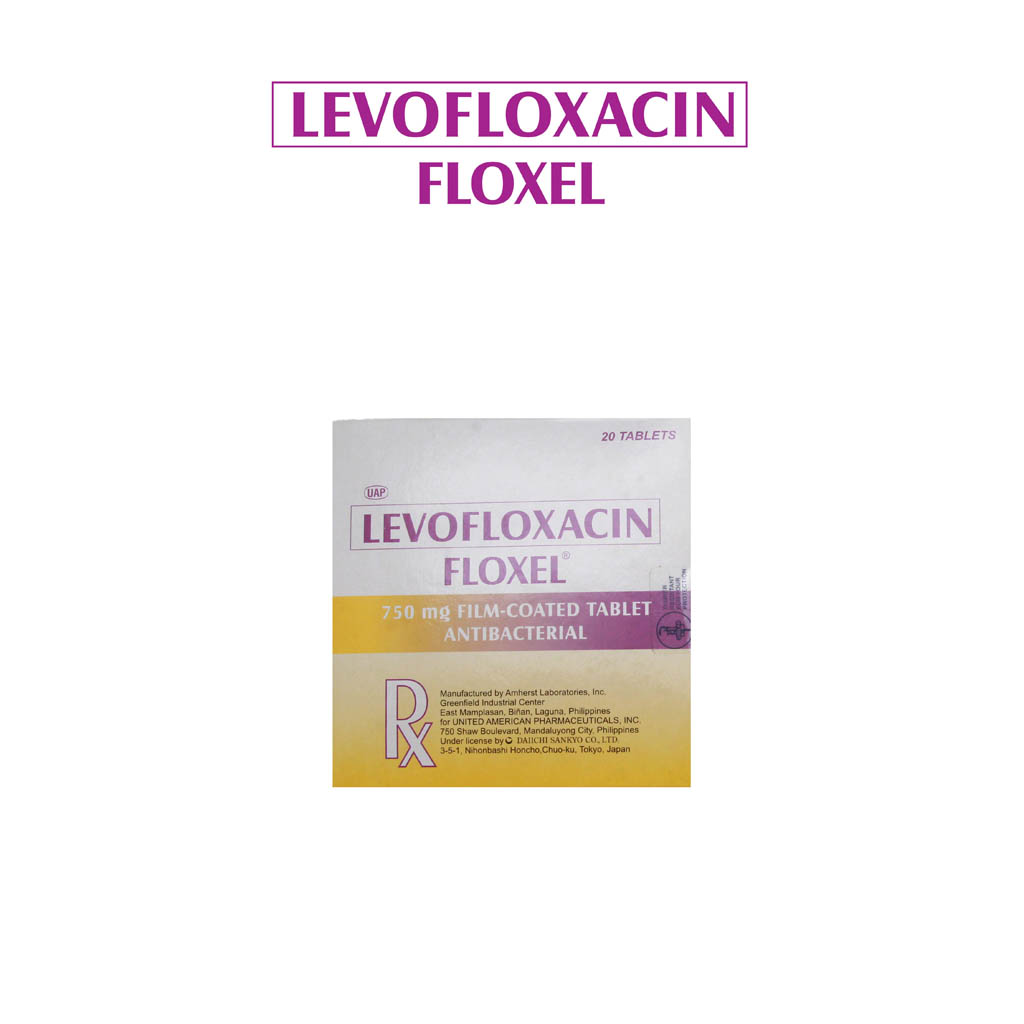 LEVOFLOXACIN
FLOXEL
20 TABLETS
UAP
LEVOFLOXACIN
FLOXEL®
750 mg FILM-COATED TABLET
ANTIBACTERIAL
Rx
Manufactured by Amherst Laboratories, Inc.
Greenfield Industrial Center
East Mamplasan, Biñan, Laguna, Philippines
for UNITED AMERICAN PHARMACEUTICALS, INC.
750 Shaw Boulevard, Mandaluyong City, Philippines
Under license by DAIICHI SANKYO CO., LTD.
3-5-1, Nihonbashi Honcho,Chuo-ku, Tokyo, Japan
PROTECTION